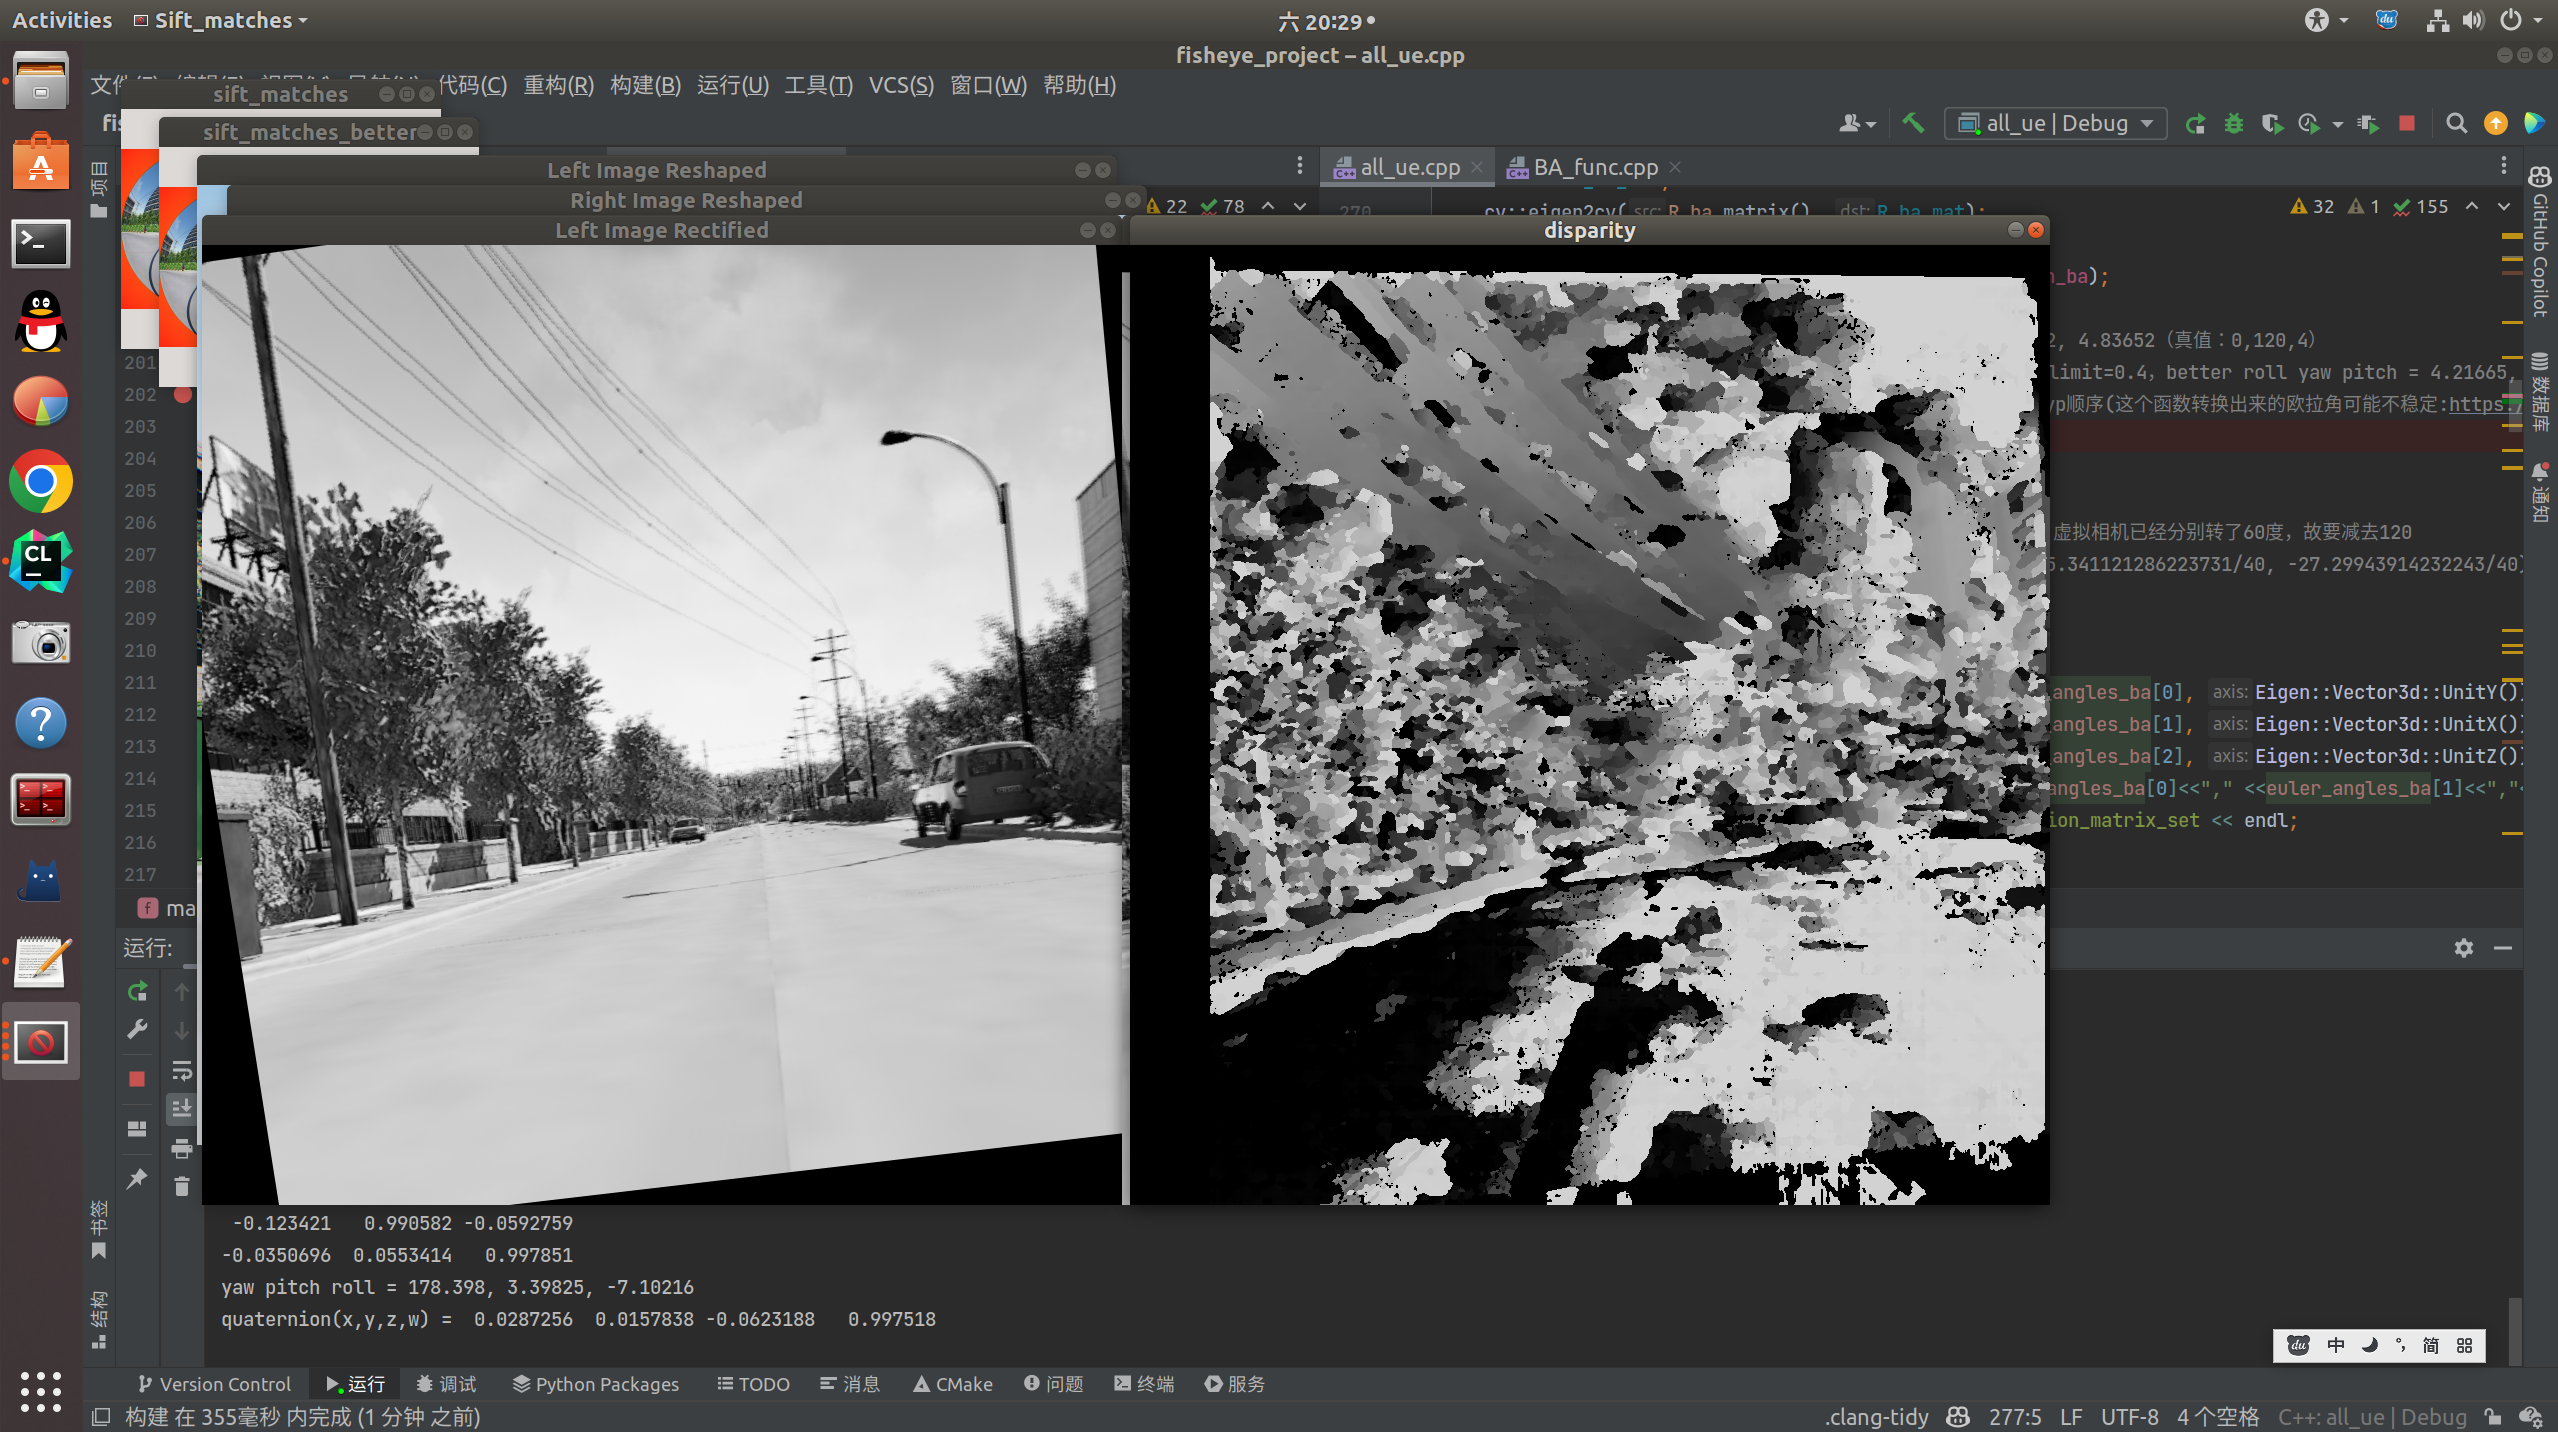 Activities
Sift_matches
六 20:29
fisheye_project – all_ue.cpp
代码(C) 重构(R) 构建(B) 运行(U) 工具(T) VCS(S) 窗口(W) 帮助(H)
sift_matches
sift_matches_better
all_ue | Debug
项目
Left Image Reshaped
Right Image Reshaped
Left Image Rectified
disparity
all_ue.cpp
BA_func.cpp
22 78
32 1 155
cv::eigen2cv( src: R_ba.matrix(), dst: R_ba_mat);
_ba);
2, 4.83652（真值：0,120,4）
limit=0.4, better roll yaw pitch = 4.21665,
yp顺序(这个函数转换出来的欧拉角可能不稳定:https:/
虚拟相机已经分别转了60度，故要减去120
5.341121286223731/40, -27.29943914232243/40)
angles_ba[0], axis: Eigen::Vector3d::UnitY()
angles_ba[1], axis: Eigen::Vector3d::UnitX()
angles_ba[2], axis: Eigen::Vector3d::UnitZ()
angles_ba[0]<<"," <<euler_angles_ba[1]<<","
ion_matrix_set << endl;
GitHub Copilot
数据库
通知
201
202
203
204
205
206
207
208
209
210
211
212
213
214
215
216
217
ma
运行:
书签
结构
-0.123421 0.990582 -0.0592759
-0.0350696 0.0553414 0.997851
yaw pitch roll = 178.398, 3.39825, -7.10216
quaternion(x,y,z,w) = 0.0287256 0.0157838 -0.0623188 0.997518
du 中 °, 简
Version Control 运行 调试 Python Packages TODO 消息 CMake 问题 终端 服务
构建 在 355毫秒 内完成 (1 分钟 之前)
.clang-tidy 277:5 LF UTF-8 4 个空格 C++: all_ue | Debug